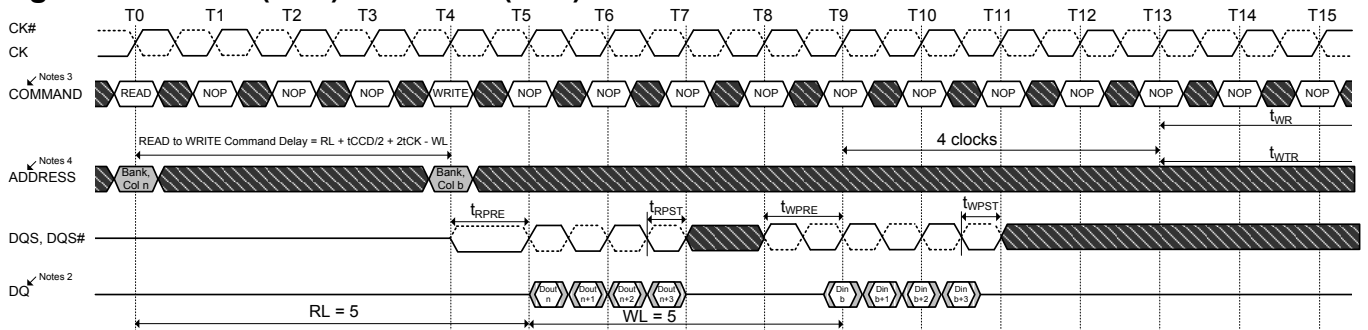 T0 T1 T2 T3 T4 T5 T6 T7 T8 T9 T10 T11 T12 T13 T14 T15
CK#
CK
Notes 3
COMMAND READ NOP NOP NOP WRITE NOP NOP NOP NOP NOP NOP NOP NOP NOP NOP NOP
tWR
READ to WRITE Command Delay = RL + tCCD/2 + 2tCK - WL
4 clocks
tWTR
Notes 4
ADDRESS
Bank, Col n
Bank, Col b
tRPRE tRPST tWPRE tWPST
DQS, DQS#
Notes 2
DQ
Dout n
Dout n+1
Dout n+2
Dout n+3
Din b
Din b+1
Din b+2
Din b+3
RL = 5
WL = 5